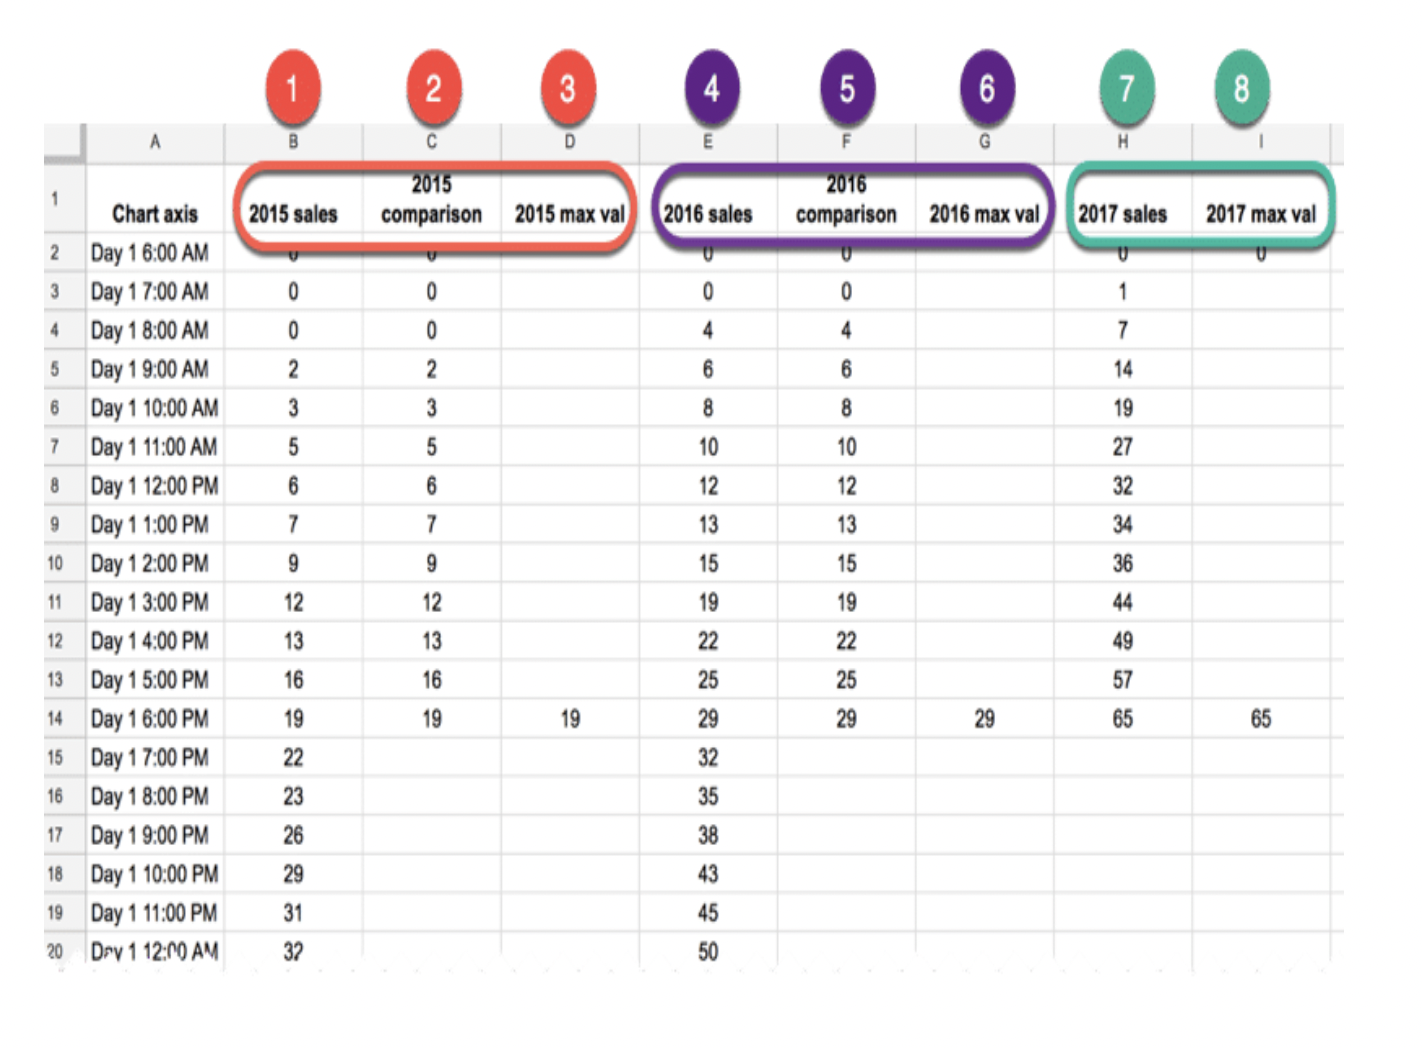 1 2 3 4 5 6 7 8
A B C D E F G H I
2015 2016
1 Chart axis 2015 sales comparison 2015 max val 2016 sales comparison 2016 max val 2017 sales 2017 max val
2 Day 1 6:00 AM 0 0 0 0 0 0
3 Day 1 7:00 AM 0 0 0 0 1
4 Day 1 8:00 AM 0 0 4 4 7
5 Day 1 9:00 AM 2 2 6 6 14
6 Day 1 10:00 AM 3 3 8 8 19
7 Day 1 11:00 AM 5 5 10 10 27
8 Day 1 12:00 PM 6 6 12 12 32
9 Day 1 1:00 PM 7 7 13 13 34
10 Day 1 2:00 PM 9 9 15 15 36
11 Day 1 3:00 PM 12 12 19 19 44
12 Day 1 4:00 PM 13 13 22 22 49
13 Day 1 5:00 PM 16 16 25 25 57
14 Day 1 6:00 PM 19 19 19 29 29 29 65 65
15 Day 1 7:00 PM 22 32
16 Day 1 8:00 PM 23 35
17 Day 1 9:00 PM 26 38
18 Day 1 10:00 PM 29 43
19 Day 1 11:00 PM 31 45
20 Day 1 12:00 AM 32 50